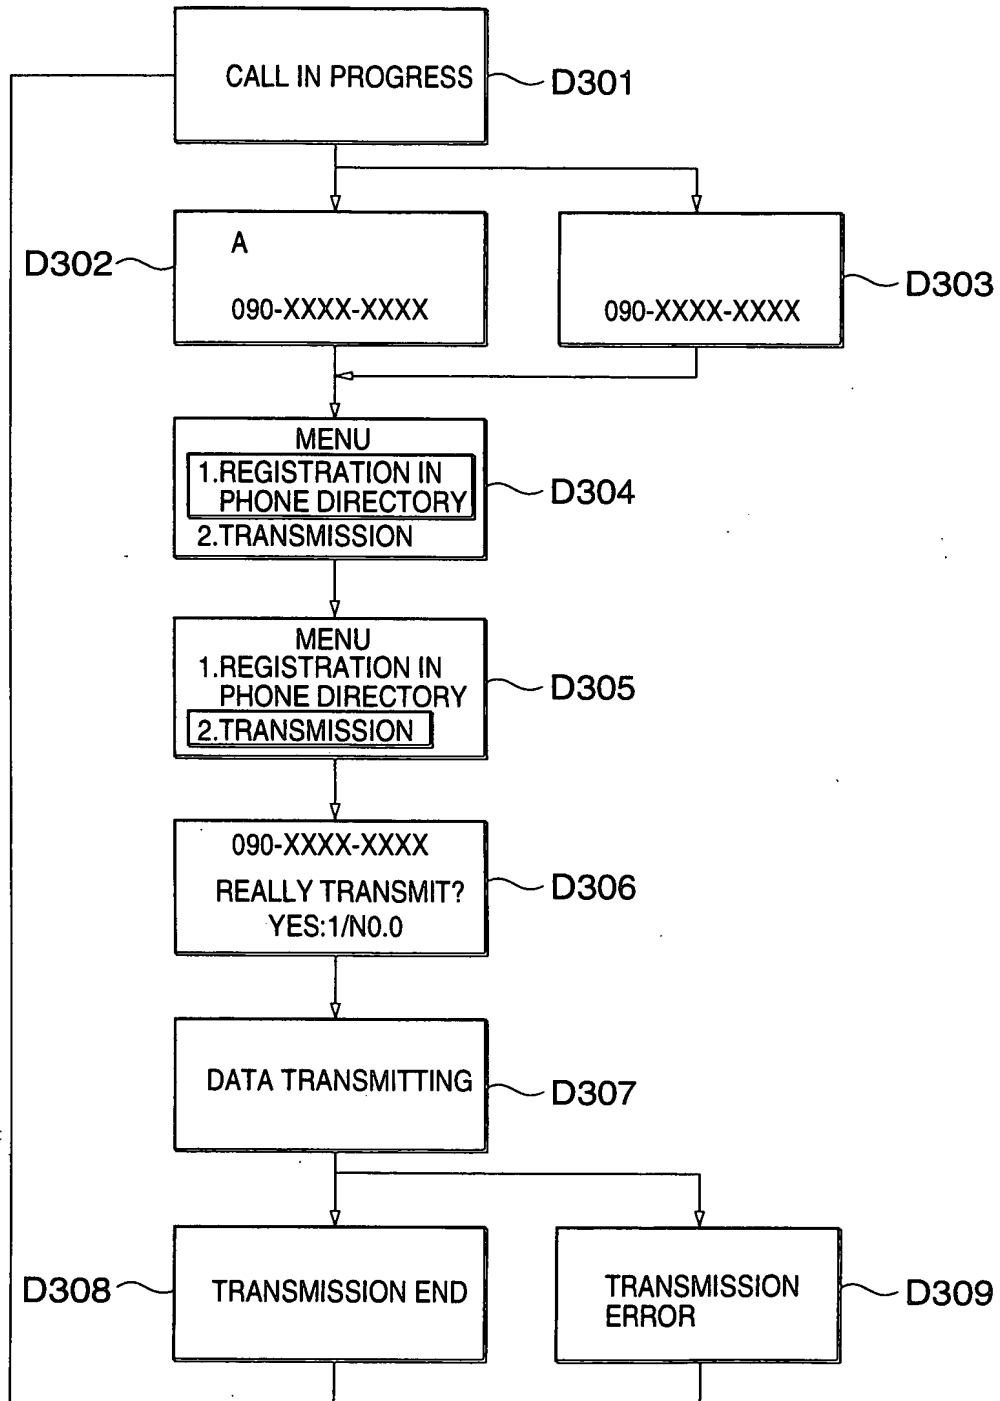 CALL IN PROGRESS
D301
A
090-XXXX-XXXX
D302
090-XXXX-XXXX
D303
MENU
1.REGISTRATION IN
PHONE DIRECTORY
2.TRANSMISSION
D304
MENU
1.REGISTRATION IN
PHONE DIRECTORY
2.TRANSMISSION
D305
090-XXXX-XXXX
REALLY TRANSMIT?
YES:1/N0.0
D306
DATA TRANSMITTING
D307
TRANSMISSION END
D308
TRANSMISSION
ERROR
D309